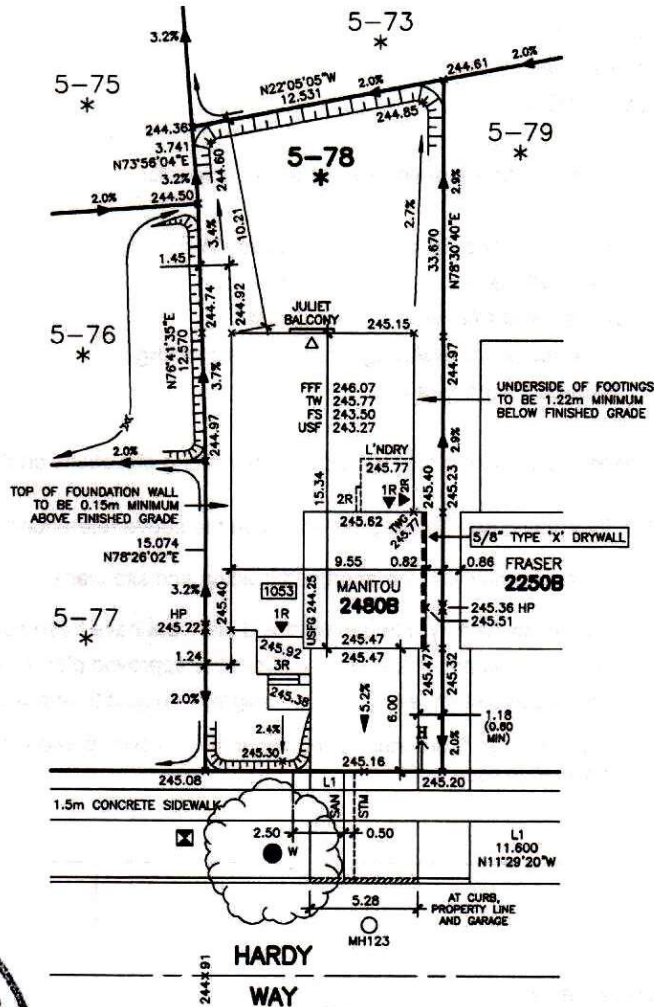 5-73
3.2%
5-75
N22°05'05"W
12.531
2.0%
244.61
2.0%
244.36
3.741
N73°56'04"E
3.2%
244.60
244.85
5-78
5-79
2.0%
244.50
3.4%
10.21
2.7%
33.670
N78°30'40"E
2.9%
1.45
244.74
244.92
JULIET
BALCONY
245.15
5-76
N76°41'35"E
12.570
3.7%
244.97
244.97
FFF 246.07
TW 245.77
FS 243.50
USF 243.27
UNDERSIDE OF FOOTINGS
TO BE 1.22m MINIMUM
BELOW FINISHED GRADE
2.9%
2.0%
L'NDRY
245.77
15.34
2R
1R
2R
245.40
245.23
TOP OF FOUNDATION WALL
TO BE 0.15m MINIMUM
ABOVE FINISHED GRADE
245.62
TWG
245.77
5/8" TYPE 'X' DRYWALL
15.074
N78°26'02"E
9.55
0.82
0.86
FRASER
2250B
MANITOU
2480B
USFG 244.25
245.40
1053
1R
3.2%
HP
245.22
5-77
245.36 HP
245.51
245.92
3R
245.47
245.47
245.47
245.32
1.24
245.38
5.2%
6.00
2.0%
2.4%
245.30
H
2.0%
1.18
(0.60
MIN)
245.08
245.16
245.20
L1
1.5m CONCRETE SIDEWALK
SAN
STM
2.50
0.50
W
L1
11.600
N11°29'20"W
5.28
AT CURB,
PROPERTY LINE
AND GARAGE
MH123
HARDY
WAY
244.91